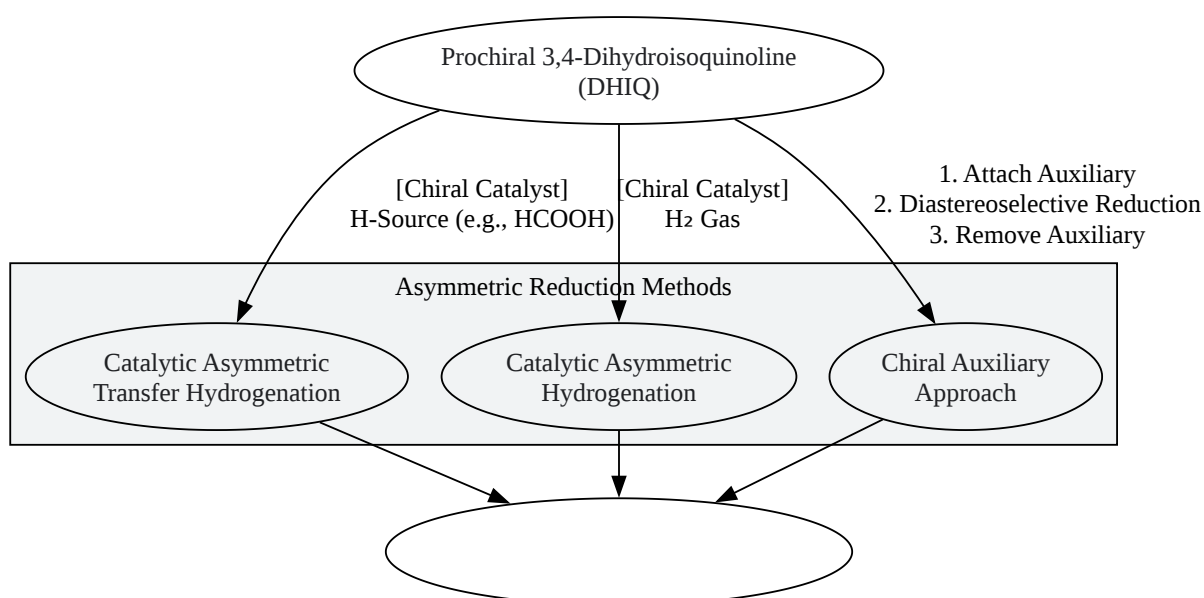 Prochiral 3,4-Dihydroisoquinoline
(DHIQ)
[Chiral Catalyst]
H-Source (e.g., HCOOH)
[Chiral Catalyst]
H₂ Gas
1. Attach Auxiliary
2. Diastereoselective Reduction
3. Remove Auxiliary
Asymmetric Reduction Methods
Catalytic Asymmetric
Transfer Hydrogenation
Catalytic Asymmetric
Hydrogenation
Chiral Auxiliary
Approach